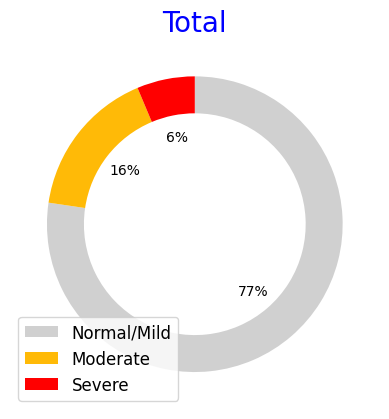 Total
6%
16%
77%
Normal/Mild
Moderate
Severe